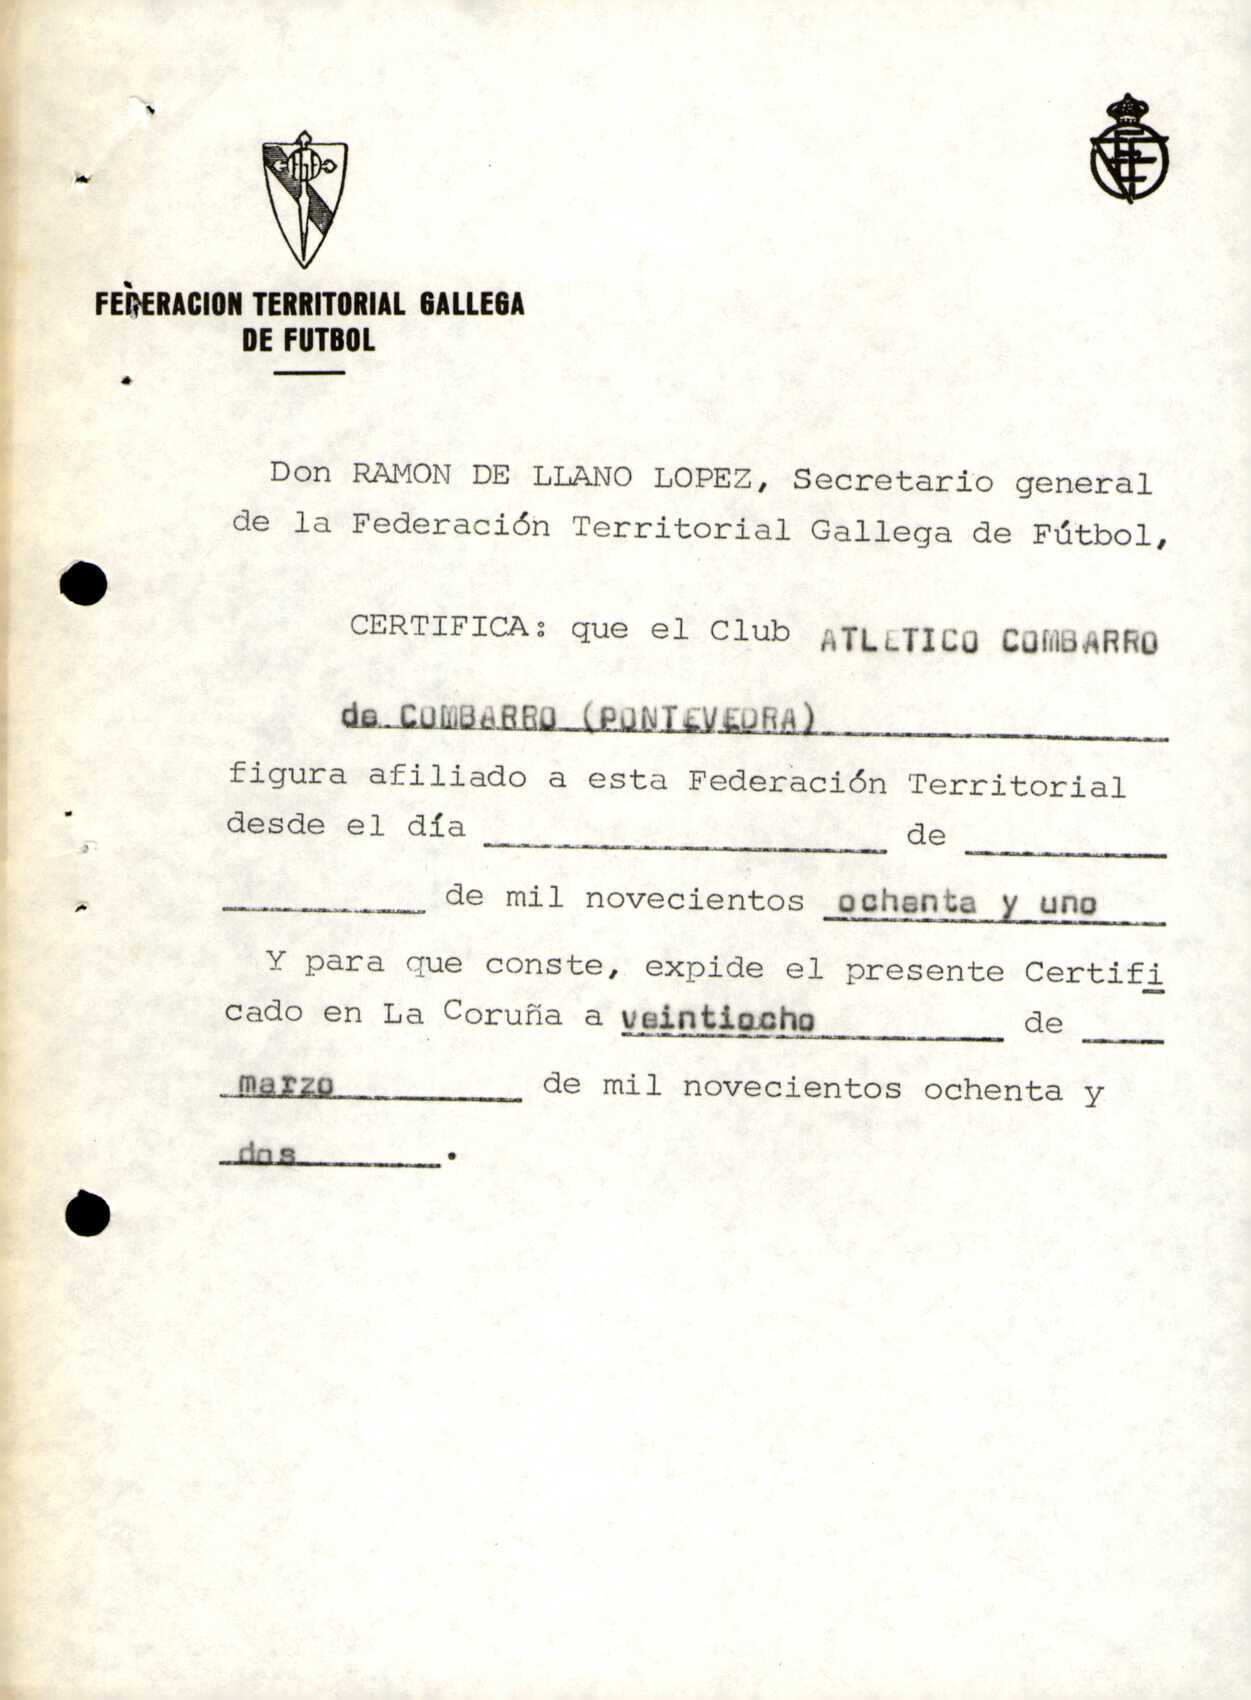 FEDERACION TERRITORIAL GALLEGA
DE FUTBOL
Don RAMON DE LLANO LOPEZ, Secretario general
de la Federación Territorial Gallega de Fútbol,
CERTIFICA: que el Club ATLETICO COMBARRO
de COMBARRO (PONTEVEDRA)
figura afiliado a esta Federación Territorial
desde el día ____ de ____
____ de mil novecientos ochenta y uno
Y para que conste, expide el presente Certifi
cado en La Coruña a veintiocho de
marzo de mil novecientos ochenta y
dos.